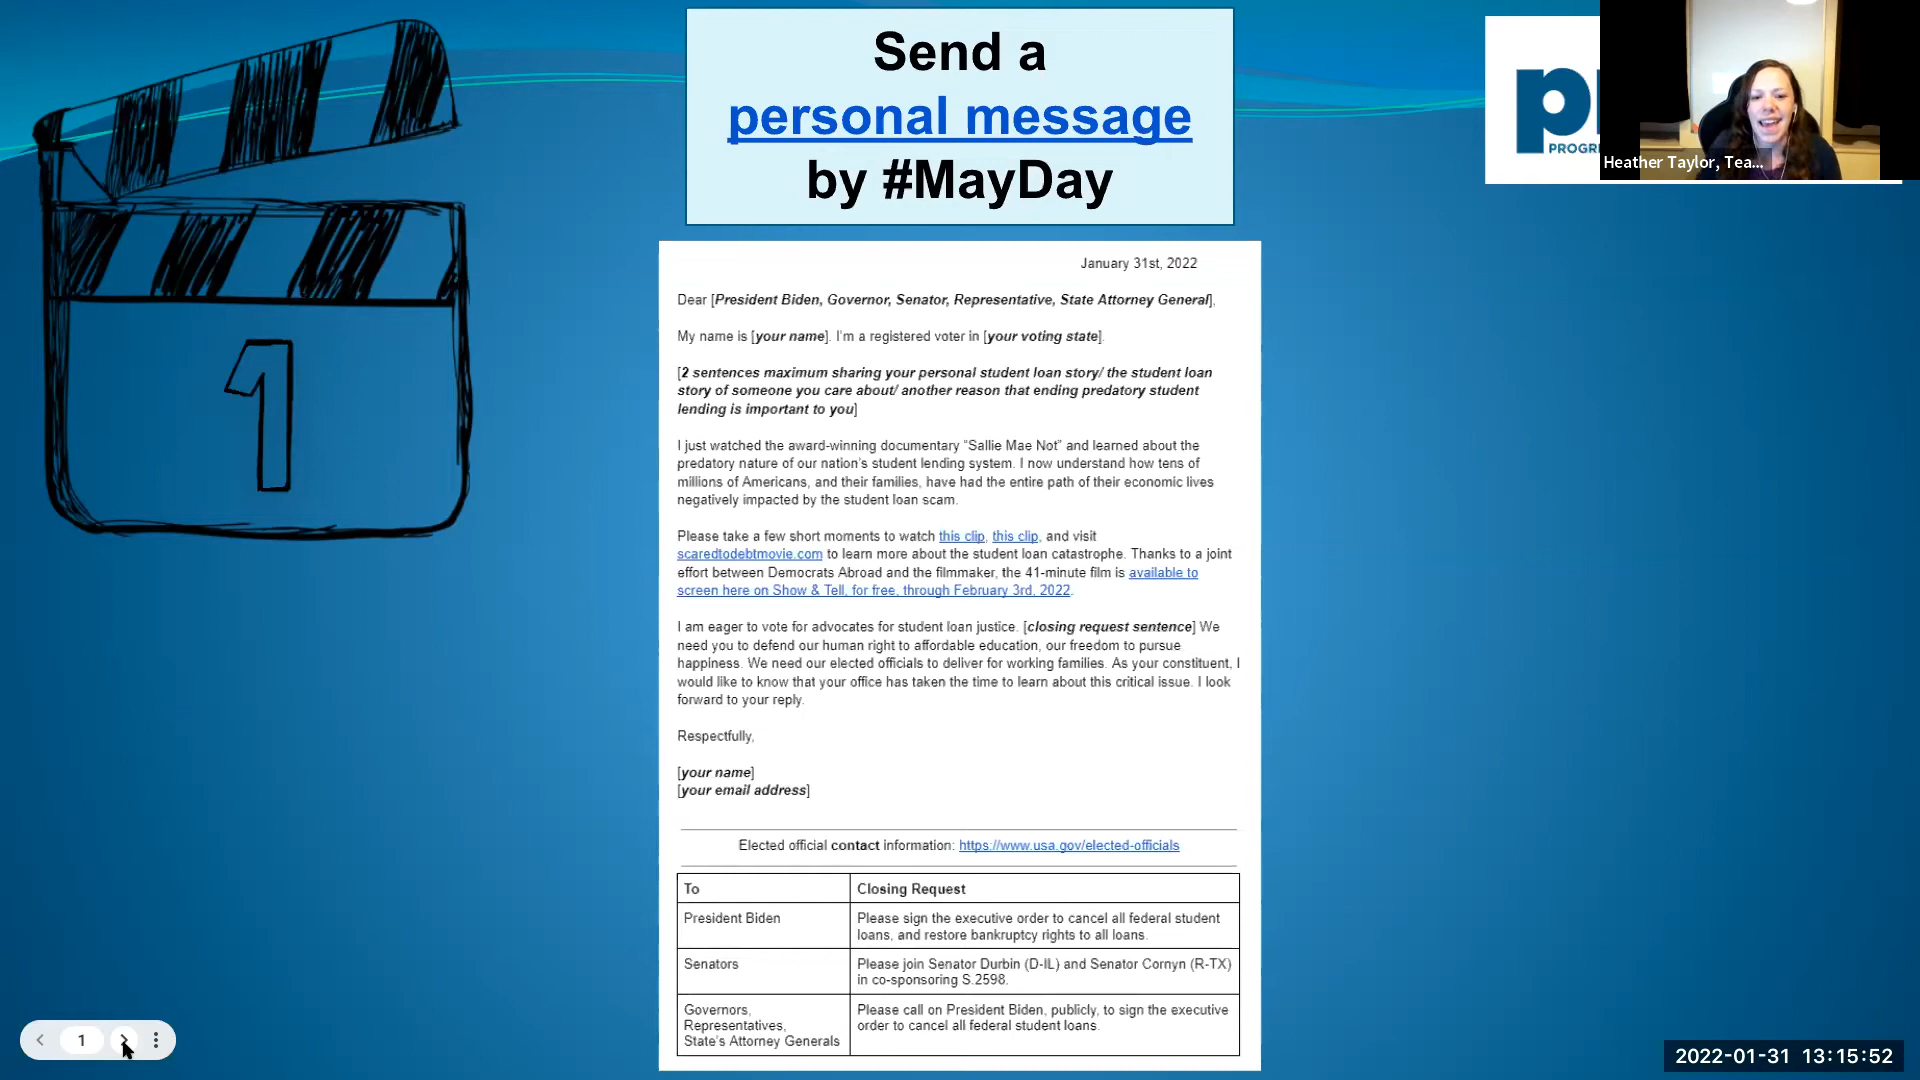 Send a
personal message
by #MayDay
PROGR
Heather Taylor, Tea...
1
January 31st, 2022
Dear [President Biden, Governor, Senator, Representative, State Attorney General],
My name is [your name]. I'm a registered voter in [your voting state].
[2 sentences maximum sharing your personal student loan story/ the student loan
story of someone you care about/ another reason that ending predatory student
lending is important to you]
I just watched the award-winning documentary “Sallie Mae Not” and learned about the
predatory nature of our nation's student lending system. I now understand how tens of
millions of Americans, and their families, have had the entire path of their economic lives
negatively impacted by the student loan scam.
Please take a few short moments to watch this clip, this clip, and visit
scaredtodebtmovie.com to learn more about the student loan catastrophe. Thanks to a joint
effort between Democrats Abroad and the filmmaker, the 41-minute film is available to
screen here on Show & Tell, for free, through February 3rd, 2022.
I am eager to vote for advocates for student loan justice. [closing request sentence] We
need you to defend our human right to affordable education, our freedom to pursue
happiness. We need our elected officials to deliver for working families. As your constituent, I
would like to know that your office has taken the time to learn about this critical issue. I look
forward to your reply.
Respectfully,
[your name]
[your email address]
Elected official contact information: https://www.usa.gov/elected-officials
To Closing Request
President Biden Please sign the executive order to cancel all federal student
loans, and restore bankruptcy rights to all loans.
Senators Please join Senator Durbin (D-IL) and Senator Cornyn (R-TX)
in co-sponsoring S.2598.
Governors, Please call on President Biden, publicly, to sign the executive
Representatives, order to cancel all federal student loans.
State's Attorney Generals
1
2022-01-31 13:15:52